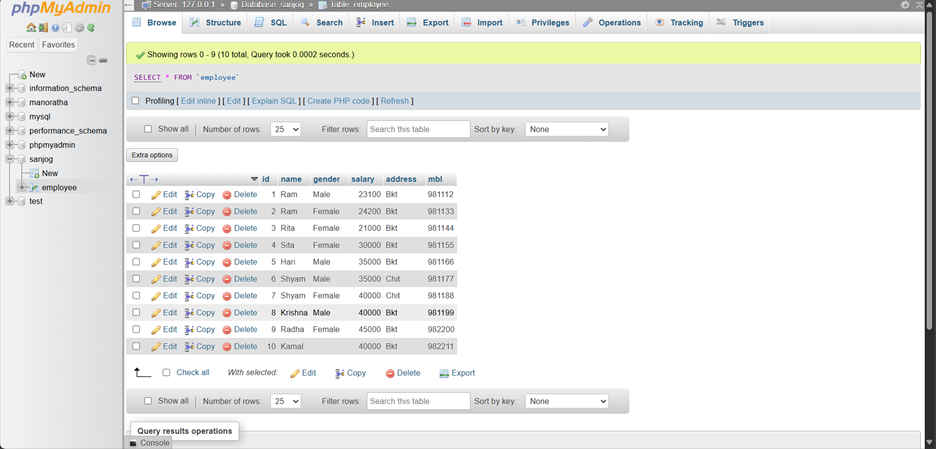 phpMyAdmin
Recent Favorites
New
information_schema
manoratha
mysql
performance_schema
phpmyadmin
sanjog
New
employee
test
Server: 127.0.0.1 » Database: sanjog » Table: employee
Browse Structure SQL Search Insert Export Import Privileges Operations Tracking Triggers
Showing rows 0 - 9 (10 total, Query took 0.0002 seconds.)
SELECT * FROM `employee`
Profiling [ Edit inline ] [ Edit ] [ Explain SQL ] [ Create PHP code ] [ Refresh ]
Show all Number of rows: 25 Filter rows: Search this table Sort by key: None
Extra options
id name gender salary address mbl
Edit Copy Delete 1 Ram Male 23100 Bkt 981112
Edit Copy Delete 2 Ram Female 24200 Bkt 981133
Edit Copy Delete 3 Rita Female 21000 Bkt 981144
Edit Copy Delete 4 Sita Female 30000 Bkt 981155
Edit Copy Delete 5 Hari Male 35000 Bkt 981166
Edit Copy Delete 6 Shyam Male 35000 Chit 981177
Edit Copy Delete 7 Shyam Female 40000 Chit 981188
Edit Copy Delete 8 Krishna Male 40000 Bkt 981199
Edit Copy Delete 9 Radha Female 45000 Bkt 982200
Edit Copy Delete 10 Kamal 40000 Bkt 982211
Check all With selected: Edit Copy Delete Export
Show all Number of rows: 25 Filter rows: Search this table Sort by key: None
Query results operations
Console